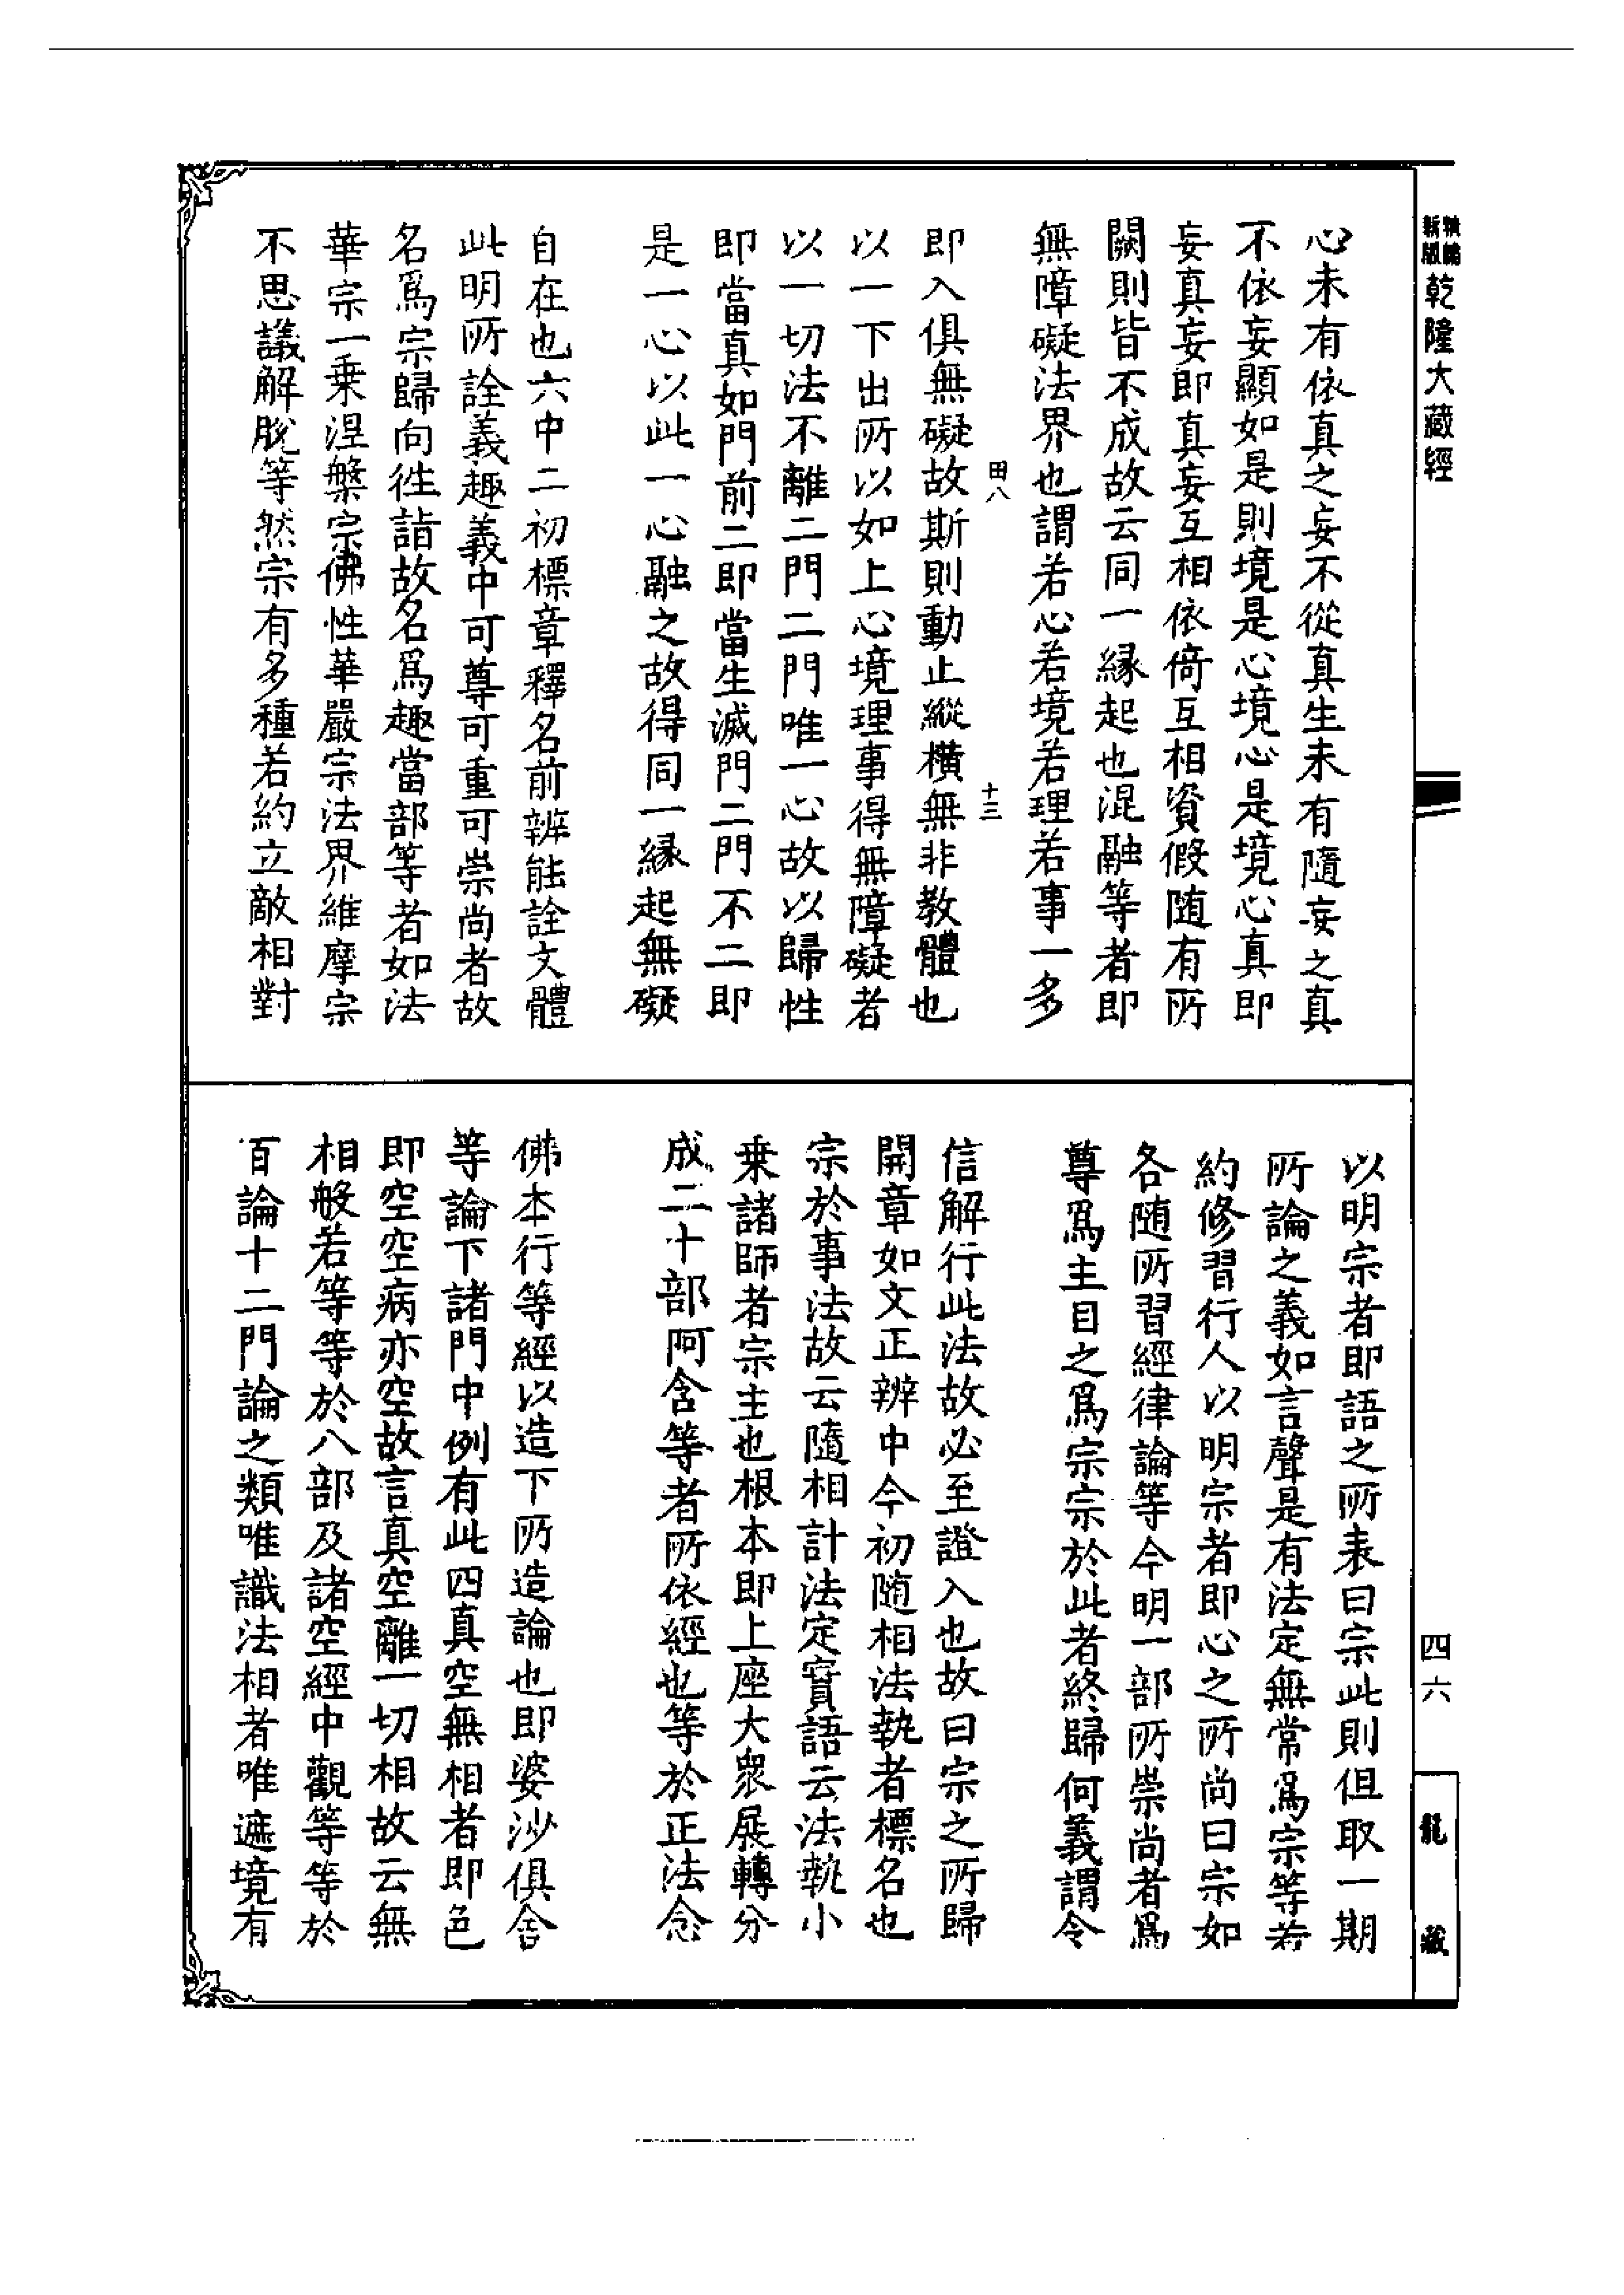 新編
新版
乾隆大藏經
心未有依真之妄不從真生未有隨妄之真
不依妄顯如是則境是心境心是境心真即
妄真妄即真妄互相依倚互相資假随有所
闕則皆不成故云同一緣起也混融等者即
無障礙法界也謂若心若境若理若事一多
田八
十三
即入俱無礙故斯則動止縱橫無非教體也
以一下出所以如上心境理事得無障礙者
以一切法不離二門二門唯一心故以歸性
即當真如門前二即當生滅門二門不二即
是一心以此一心融之故得同一緣起無礙
自在也六中二初標章釋名前辨能詮文體
此明所詮義趣義中可尊可重可崇尚者故
名爲宗歸向徃詣故名爲趣當部等者如法
華宗一乗涅槃宗佛性華嚴宗法界維摩宗
不思議解脫等然宗有多種若約立敵相對
以明宗者即語之所表曰宗此則但取一期
所論之義如言聲是有法定無常爲宗等若
約修習行人以明宗者即心之所尚曰宗如
各随所習經律論等今明一部所崇尚者爲
尊爲主目之爲宗宗於此者終歸何義謂令
信解行此法故必至證入也故曰宗之所歸
開章如文正辨中今初随相法執者標名也
宗於事法故云隨相計法定實語云法執小
乗諸師者宗主也根本即上座大衆展轉分
成二十部阿含等者所依經也等於正法念
佛本行等經以造下所造論也即婆沙俱舍
等論下諸門中例有此四真空無相者即色
即空空空病亦空空故言真空離一切相故云無
相般若等等於八部及諸空經中觀等等於
百論十二門論之類唯識法相者唯遮境有
四六
龍藏